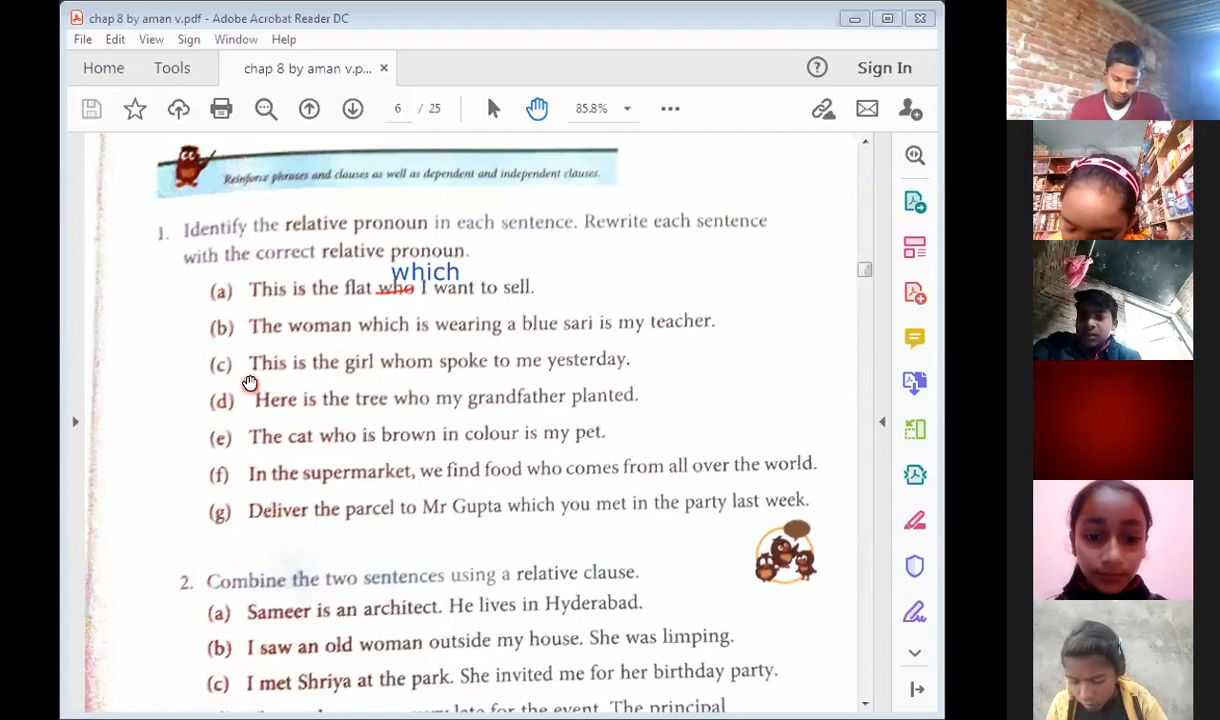 chap 8 by aman v.pdf - Adobe Acrobat Reader DC
File Edit View Sign Window Help
Home Tools chap 8 by aman v.p... × Sign In
6 / 25 85.8%
Reinforce phrases and clauses as well as dependent and independent clauses.
1. Identify the relative pronoun in each sentence. Rewrite each sentence
with the correct relative pronoun.
which
(a) This is the flat who I want to sell.
(b) The woman which is wearing a blue sari is my teacher.
(c) This is the girl whom spoke to me yesterday.
(d) Here is the tree who my grandfather planted.
(e) The cat who is brown in colour is my pet.
(f) In the supermarket, we find food who comes from all over the world.
(g) Deliver the parcel to Mr Gupta which you met in the party last week.
2. Combine the two sentences using a relative clause.
(a) Sameer is an architect. He lives in Hyderabad.
(b) I saw an old woman outside my house. She was limping.
(c) I met Shriya at the park. She invited me for her birthday party.
late for the event. The principal